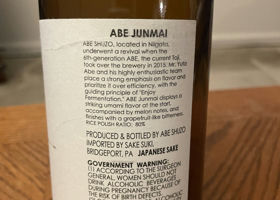 ABE JUNMAI
ABE SHUZO, located in Niigata,
underwent a revival when the
6th-generation ABE, the current Toji,
took over the brewery in 2015. Mr. Yuta
Abe and his highly enthusiastic team
place a strong emphasis on flavor and
prioritize it over efficiency, with the
guiding principle of "Enjoy
Fermentation." ABE Junmai displays a
striking umami flavor at the start,
accompanied by melon notes, and
finishes with a grapefruit-like bitterness.
RICE POLISH RATIO: 80%
PRODUCED & BOTTLED BY ABE SHUZO
IMPORTED BY SAKE SUKI,
BRIDGEPORT, PA JAPANESE SAKE
GOVERNMENT WARNING:
(1) ACCORDING TO THE SURGEON
GENERAL, WOMEN SHOULD NOT
DRINK ALCOHOLIC BEVERAGES
DURING PREGNANCY BECAUSE OF
THE RISK OF BIRTH DEFECTS.